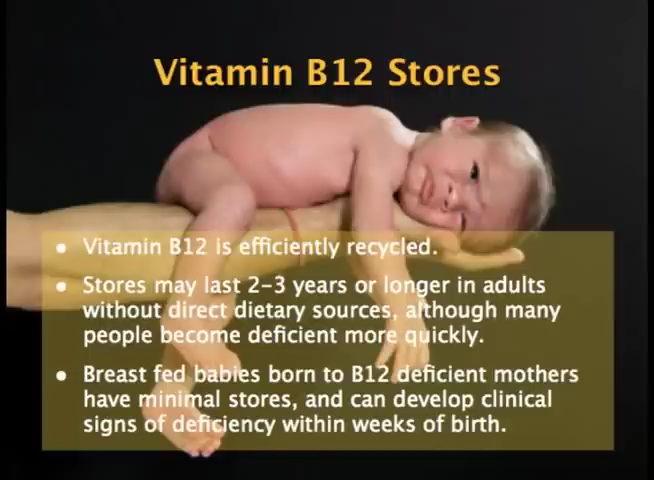 Vitamin B12 Stores
• Vitamin B12 is efficiently recycled.
• Stores may last 2-3 years or longer in adults
without direct dietary sources, although many
people become deficient more quickly.
• Breast fed babies born to B12 deficient mothers
have minimal stores, and can develop clinical
signs of deficiency within weeks of birth.